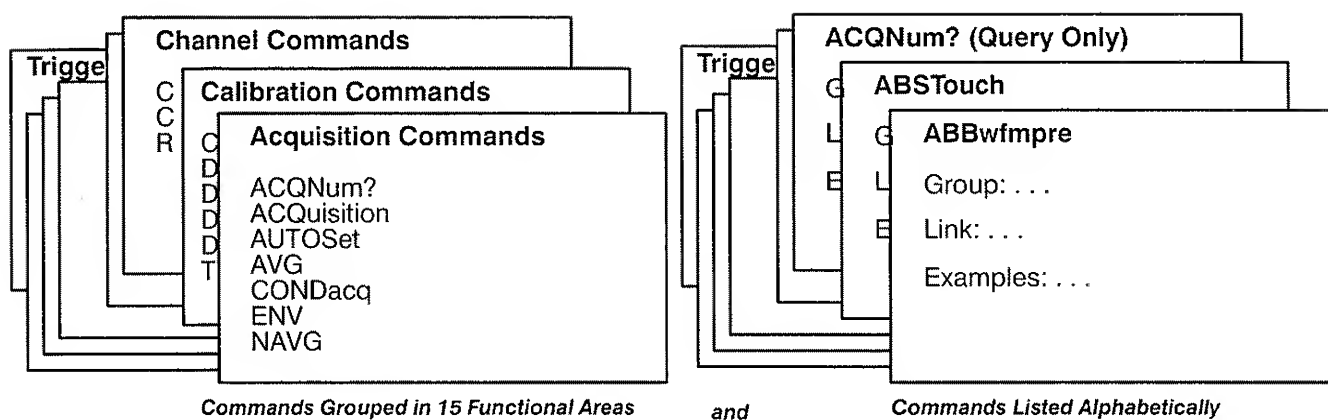 Channel Commands
Trigge
C
C
R
Calibration Commands
C
D
D
D
D
T
Acquisition Commands
ACQNum?
ACQuisition
AUTOSet
AVG
CONDacq
ENV
NAVG
Commands Grouped in 15 Functional Areas
and
ACQNum? (Query Only)
Trigge
G
L
E
ABSTouch
G
L
E
ABBwfmpre
Group: . . .
Link: . . .
Examples: . . .
Commands Listed Alphabetically